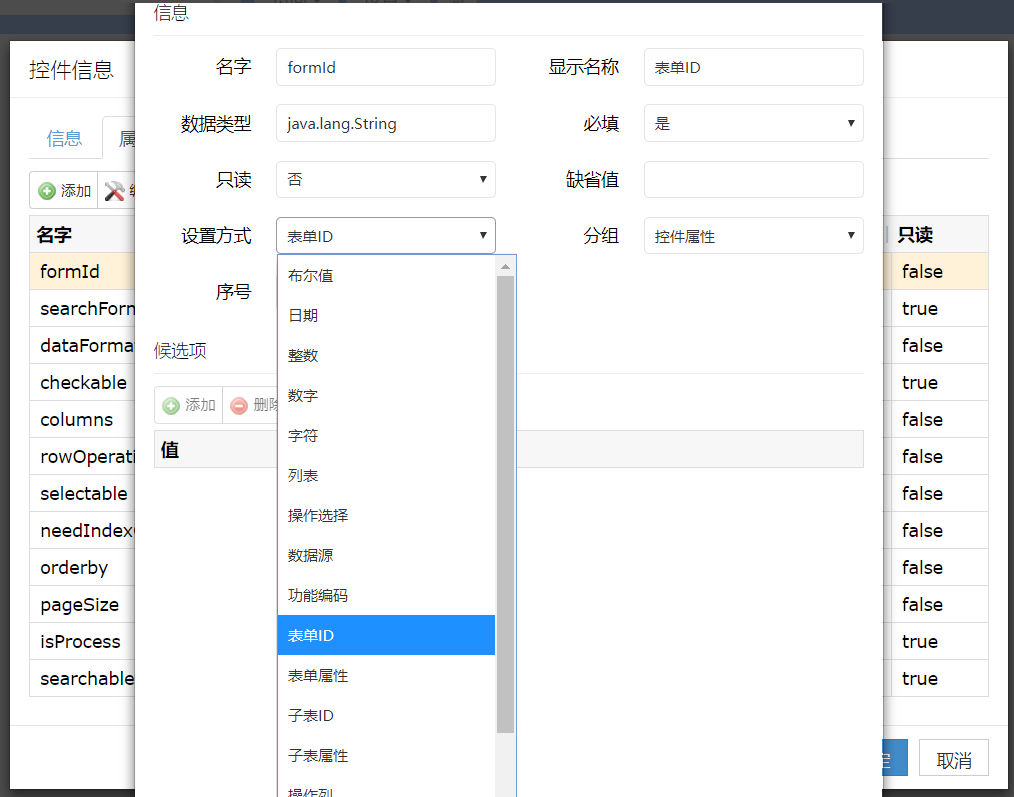 信息
控件信息
名字 formId 显示名称 表单ID
数据类型 java.lang.String 必填 是
信息
只读 否 缺省值
添加
名字 设置方式 表单ID 分组 控件属性 只读
formId false
布尔值
序号
searchForm true
日期
dataForma false
候选项 整数
checkable true
添加 删除 数字
columns false
字符
值
rowOperati false
列表
selectable false
操作选择
needIndex false
数据源
orderby false
功能编码
pageSize false
表单ID
isProcess true
表单属性
searchable true
子表ID
子表属性
取消
操作列